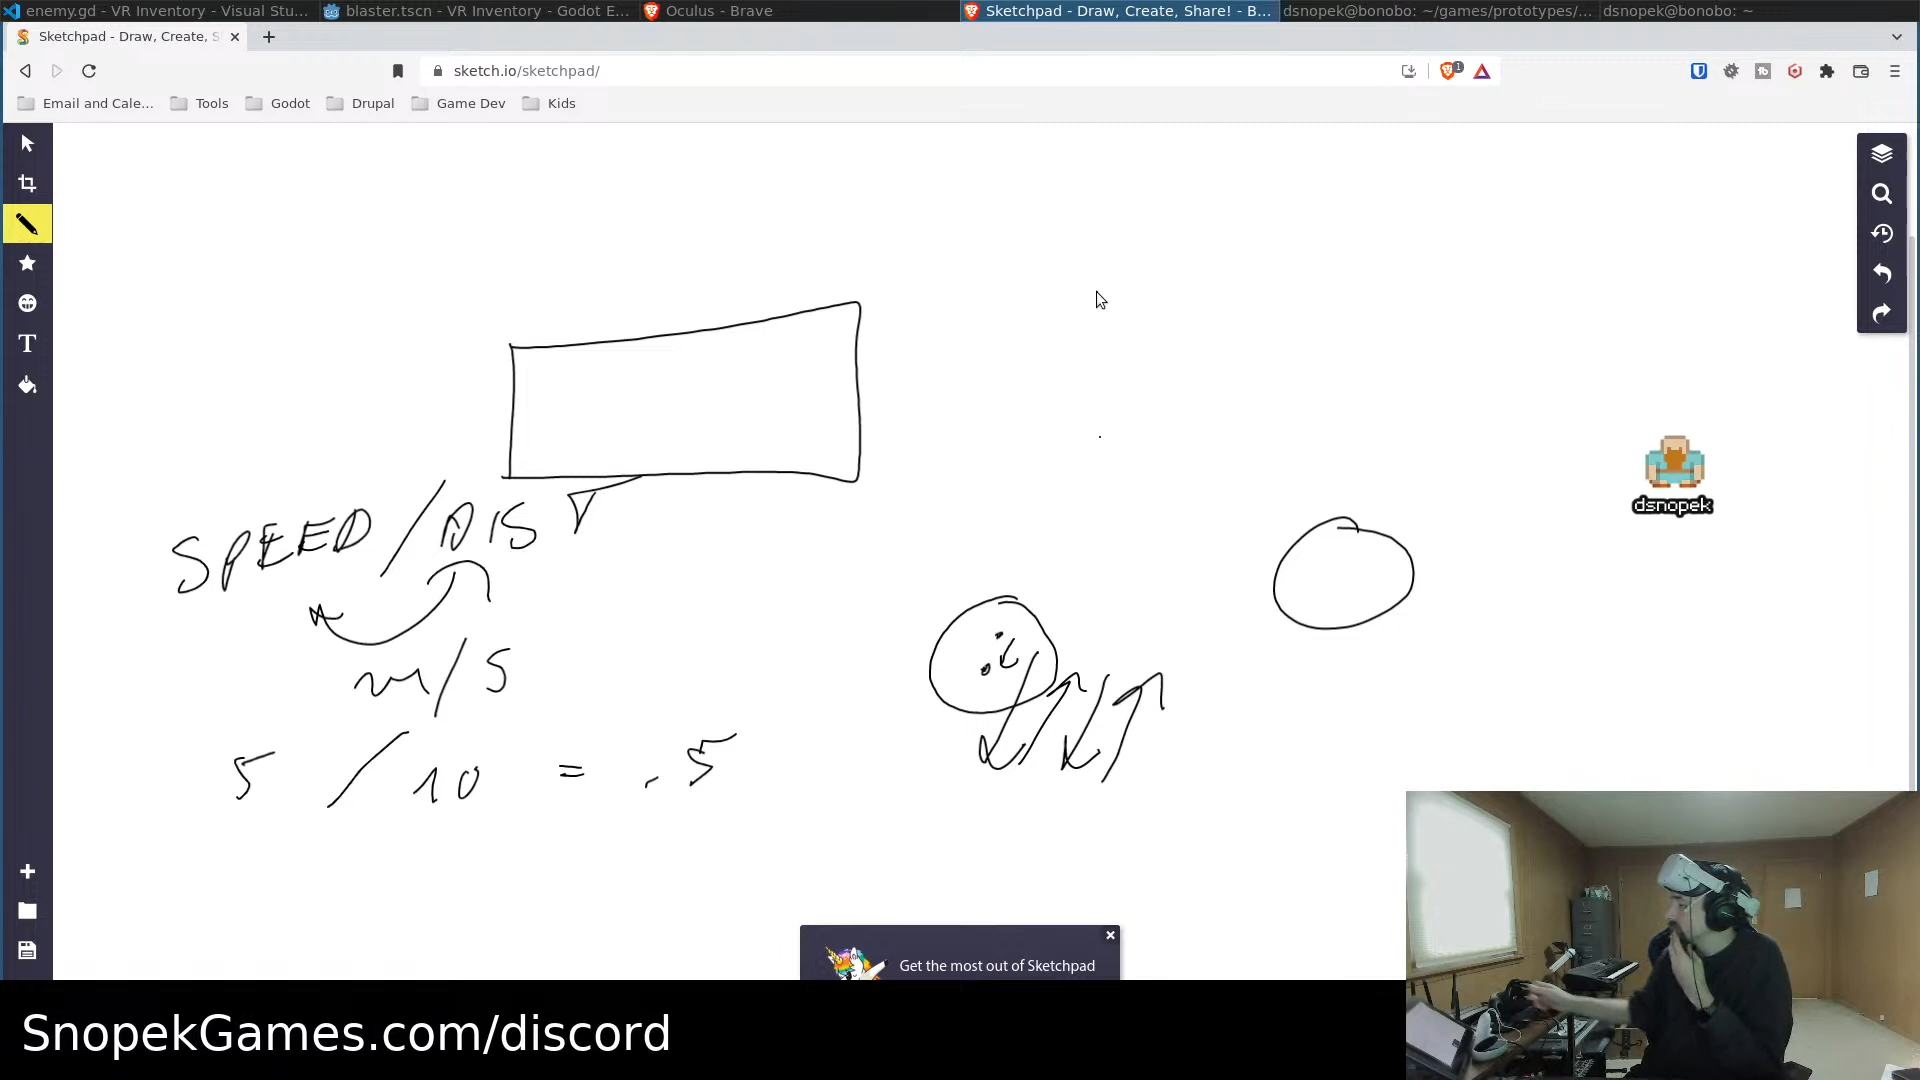 enemy.gd - VR Inventory - Visual Stu...
blaster.tscn - VR Inventory - Godot E...
Oculus - Brave
Sketchpad - Draw, Create, Share! - B...
dsnopek@bonobo: ~/games/prototypes/...
dsnopek@bonobo: ~
Sketchpad - Draw, Create, S
sketch.io/sketchpad/
1
Email and Cale...
Tools
Godot
Drupal
Game Dev
Kids
T
SPEED / DIS
m/s
5 / 10 = .5
dsnopek
Get the most out of Sketchpad
SnopekGames.com/discord